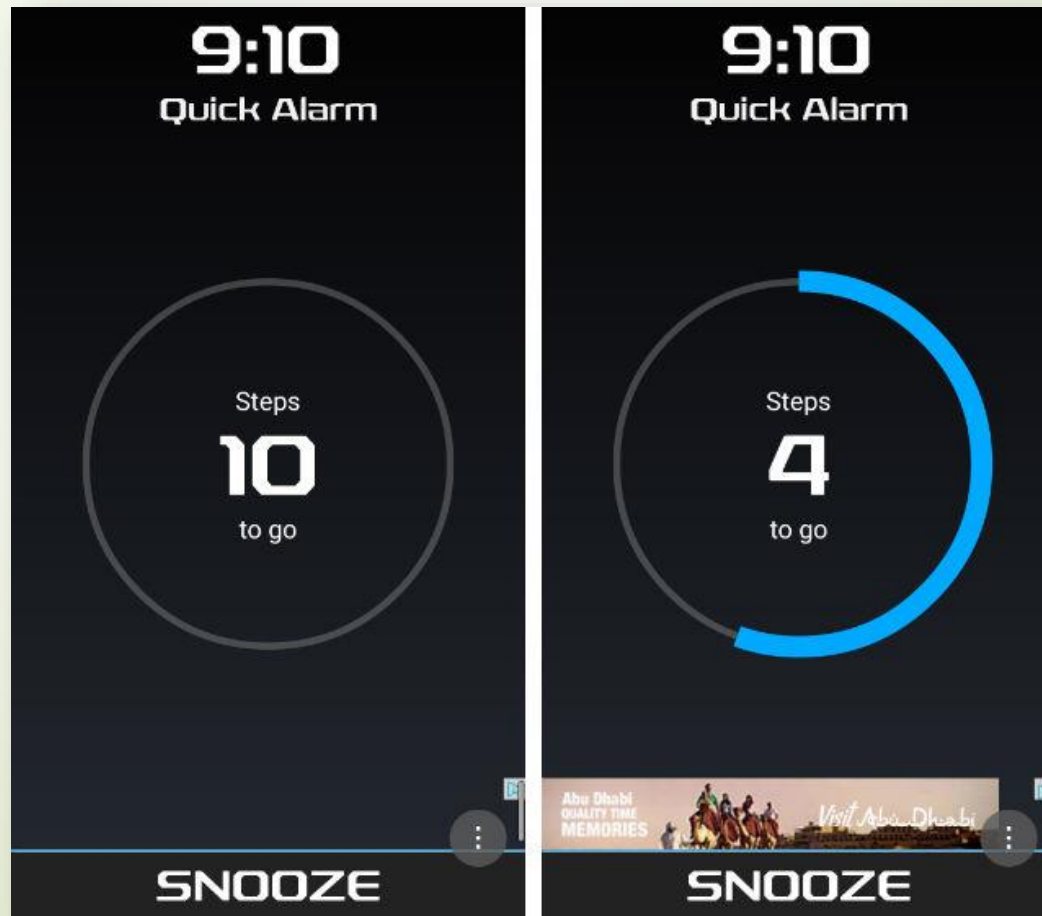 9:10
Quick Alarm
Steps
10
to go
SNOOZE
9:10
Quick Alarm
Steps
4
to go
Abu Dhabi
QUALITY TIME
MEMORIES
Visit Abu Dhabi
SNOOZE